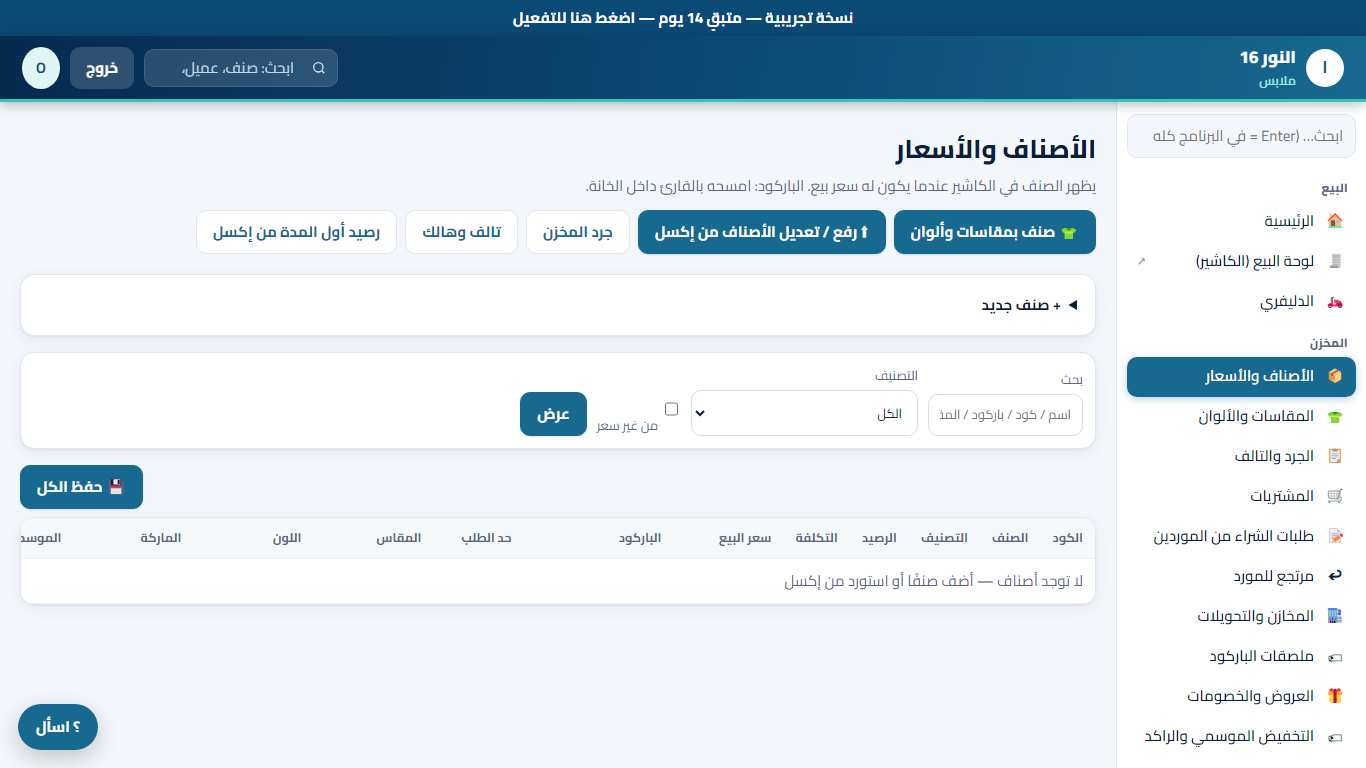 نسخة تجريبية — متبقٍ 14 يوم — اضغط هنا للتفعيل
ا
النور 16
ملابس
ابحث: صنف، عميل،
خروج
O
ابحث... (Enter = في البرنامج كله
البيع
الرئيسية
لوحة البيع (الكاشير) ↗
الدليفري
المخزن
الأصناف والأسعار
المقاسات والألوان
الجرد والتالف
المشتريات
طلبات الشراء من الموردين
مرتجع للمورد
المخازن والتحويلات
ملصقات الباركود
العروض والخصومات
التخفيض الموسمي والراكد
الأصناف والأسعار
يظهر الصنف في الكاشير عندما يكون له سعر بيع. الباركود: امسحه بالقارئ داخل الخانة.
صنف بمقاسات وألوان
⬆ رفع / تعديل الأصناف من إكسل
جرد المخزن
تالف وهالك
رصيد أول المدة من إكسل
+ صنف جديد
بحث
اسم / كود / باركود / المق
التصنيف
الكل
من غير سعر
عرض
حفظ الكل
الكود الصنف التصنيف الرصيد التكلفة سعر البيع الباركود حد الطلب المقاس اللون الماركة الموسم
لا توجد أصناف — أضف صنفًا أو استورد من إكسل
؟ اسأل